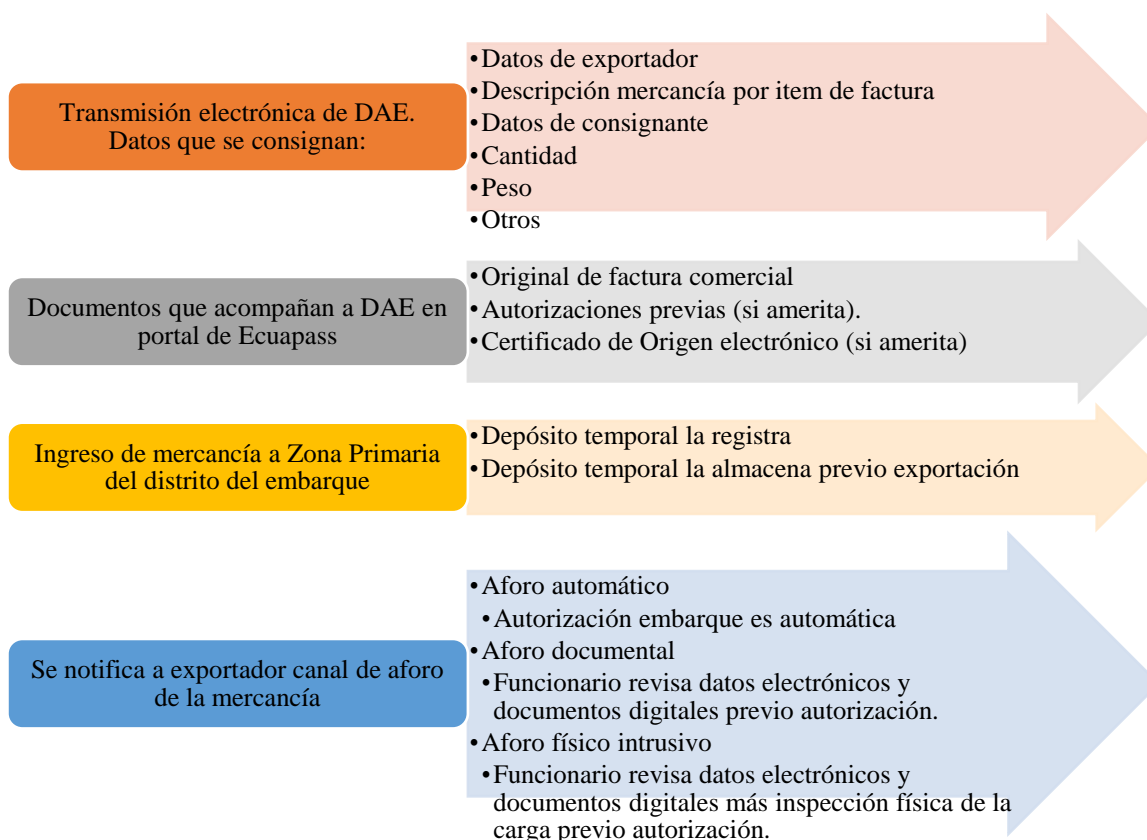 Transmisión electrónica de DAE.
Datos que se consignan:
•Datos de exportador
•Descripción mercancía por item de factura
•Datos de consignante
•Cantidad
•Peso
•Otros
Documentos que acompañan a DAE en
portal de Ecuapass
•Original de factura comercial
•Autorizaciones previas (si amerita).
•Certificado de Origen electrónico (si amerita)
Ingreso de mercancía a Zona Primaria
del distrito del embarque
•Depósito temporal la registra
•Depósito temporal la almacena previo exportación
Se notifica a exportador canal de aforo
de la mercancía
•Aforo automático
•Autorización embarque es automática
•Aforo documental
•Funcionario revisa datos electrónicos y
documentos digitales previo autorización.
•Aforo físico intrusivo
•Funcionario revisa datos electrónicos y
documentos digitales más inspección física de la
carga previo autorización.